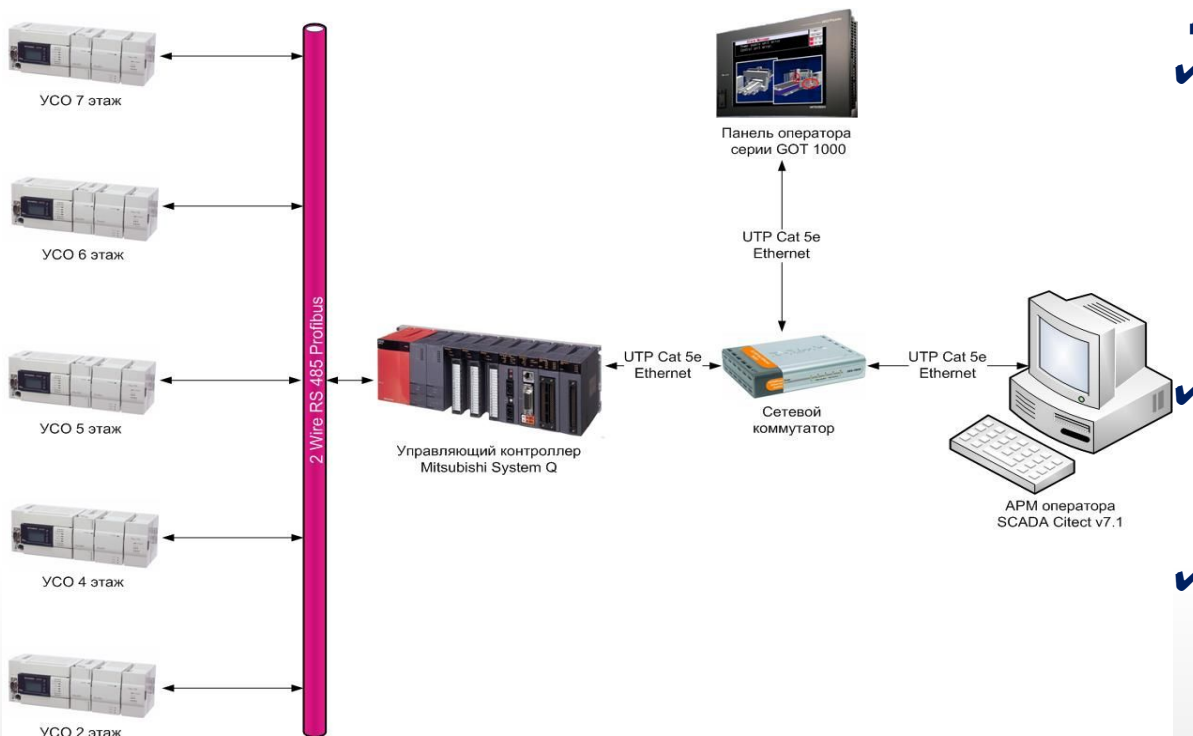 УСО 7 этаж
УСО 6 этаж
УСО 5 этаж
УСО 4 этаж
УСО 2 этаж
2 Wire RS 485 Profibus
Управляющий контроллер
Mitsubishi System Q
UTP Cat 5e
Ethernet
Панель оператора
серии GOT 1000
UTP Cat 5e
Ethernet
Сетевой
коммутатор
UTP Cat 5e
Ethernet
АРМ оператора
SCADA Citect v7.1